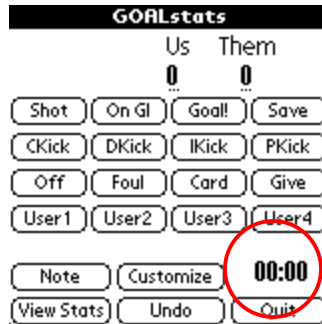 GOALstats
Us Them
0 0
Shot On Gl Goal! Save
CKick DKick IKick PKick
Off Foul Card Give
User1 User2 User3 User4
Note Customize 00:00
View Stats Undo Quit